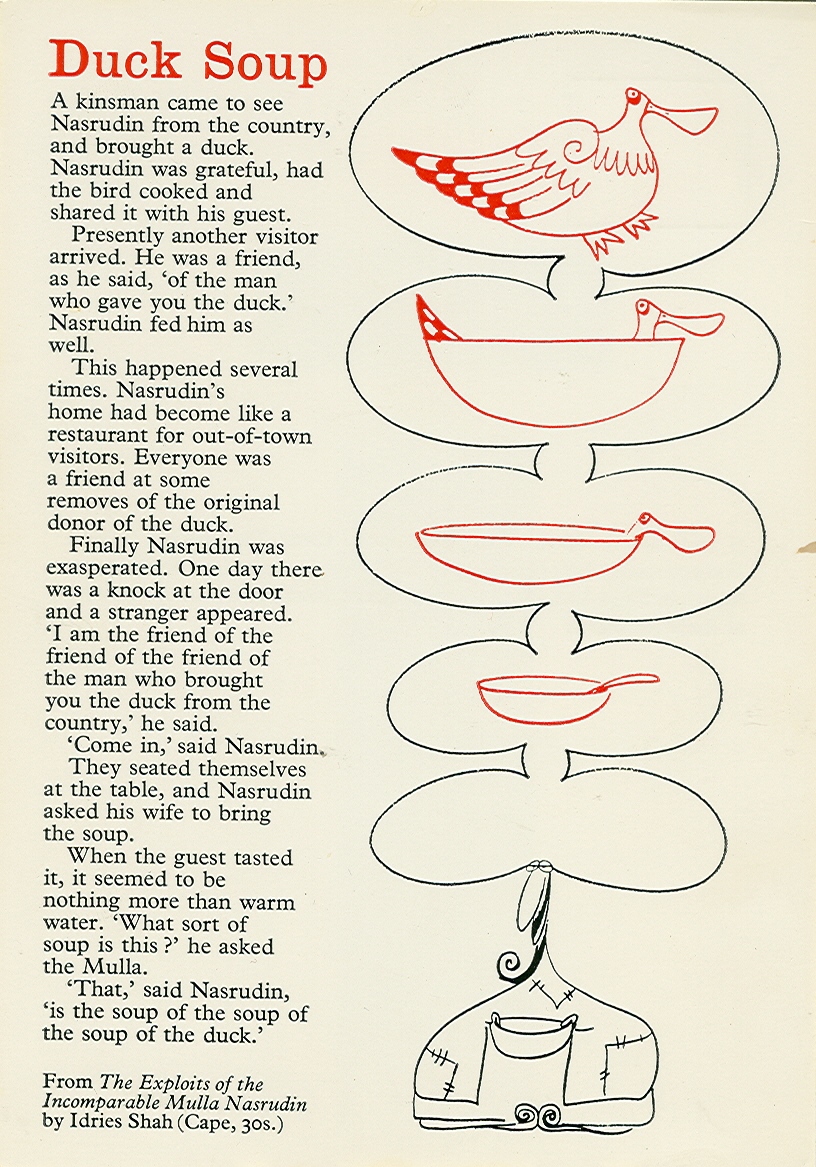 Duck Soup
A kinsman came to see
Nasrudin from the country,
and brought a duck.
Nasrudin was grateful, had
the bird cooked and
shared it with his guest.
Presently another visitor
arrived. He was a friend,
as he said, ‘of the man
who gave you the duck.’
Nasrudin fed him as
well.
This happened several
times. Nasrudin’s
home had become like a
restaurant for out-of-town
visitors. Everyone was
a friend at some
removes of the original
donor of the duck.
Finally Nasrudin was
exasperated. One day there
was a knock at the door
and a stranger appeared.
‘I am the friend of the
friend of the friend of
the man who brought
you the duck from the
country,’ he said.
‘Come in,’ said Nasrudin.
They seated themselves
at the table, and Nasrudin
asked his wife to bring
the soup.
When the guest tasted
it, it seemed to be
nothing more than warm
water. ‘What sort of
soup is this ?’ he asked
the Mulla.
‘That,’ said Nasrudin,
‘is the soup of the soup of
the soup of the duck.’
From The Exploits of the
Incomparable Mulla Nasrudin
by Idries Shah (Cape, 30s.)